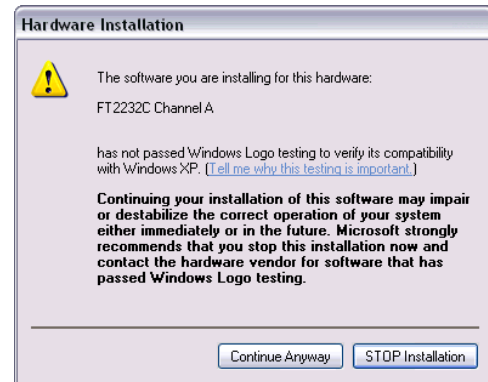 Hardware Installation
The software you are installing for this hardware:
FT2232C Channel A
has not passed Windows Logo testing to verify its compatibility
with Windows XP. (Tell me why this testing is important.)
Continuing your installation of this software may impair
or destabilize the correct operation of your system
either immediately or in the future. Microsoft strongly
recommends that you stop this installation now and
contact the hardware vendor for software that has
passed Windows Logo testing.
Continue Anyway STOP Installation